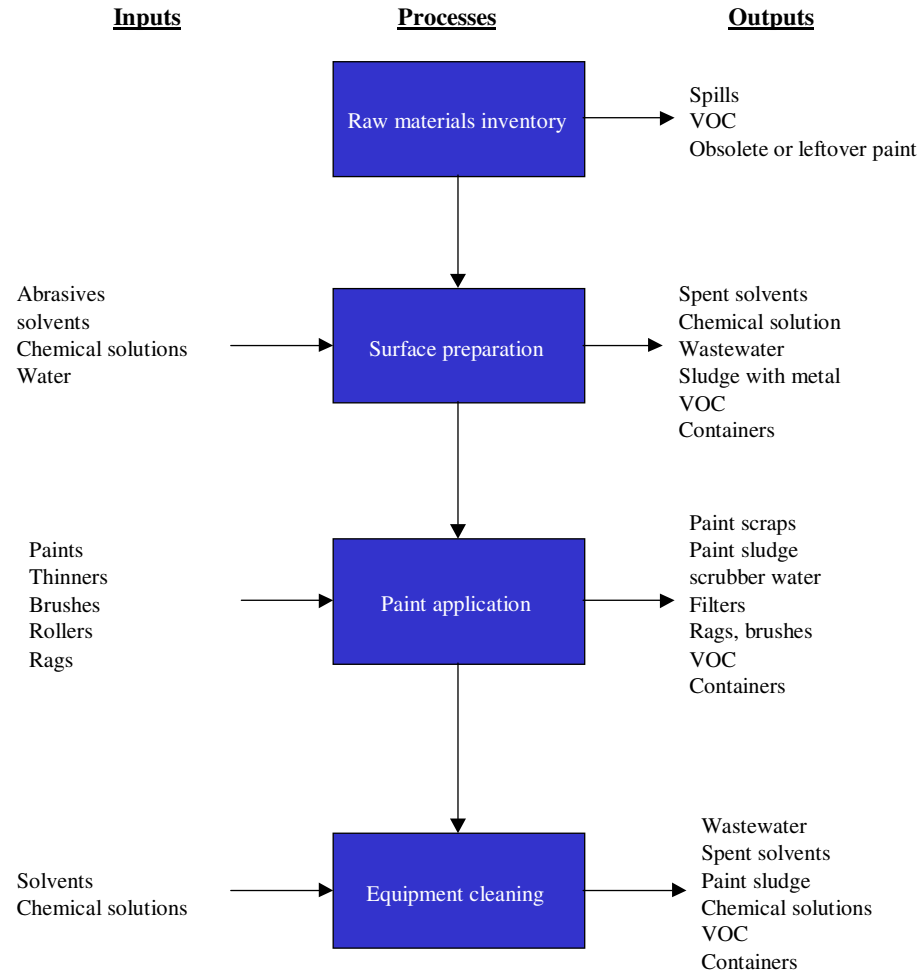 Inputs
Processes
Outputs
Raw materials inventory
Spills
VOC
Obsolete or leftover paint
Abrasives
solvents
Chemical solutions
Water
Surface preparation
Spent solvents
Chemical solution
Wastewater
Sludge with metal
VOC
Containers
Paints
Thinners
Brushes
Rollers
Rags
Paint application
Paint scraps
Paint sludge
scrubber water
Filters
Rags, brushes
VOC
Containers
Solvents
Chemical solutions
Equipment cleaning
Wastewater
Spent solvents
Paint sludge
Chemical solutions
VOC
Containers